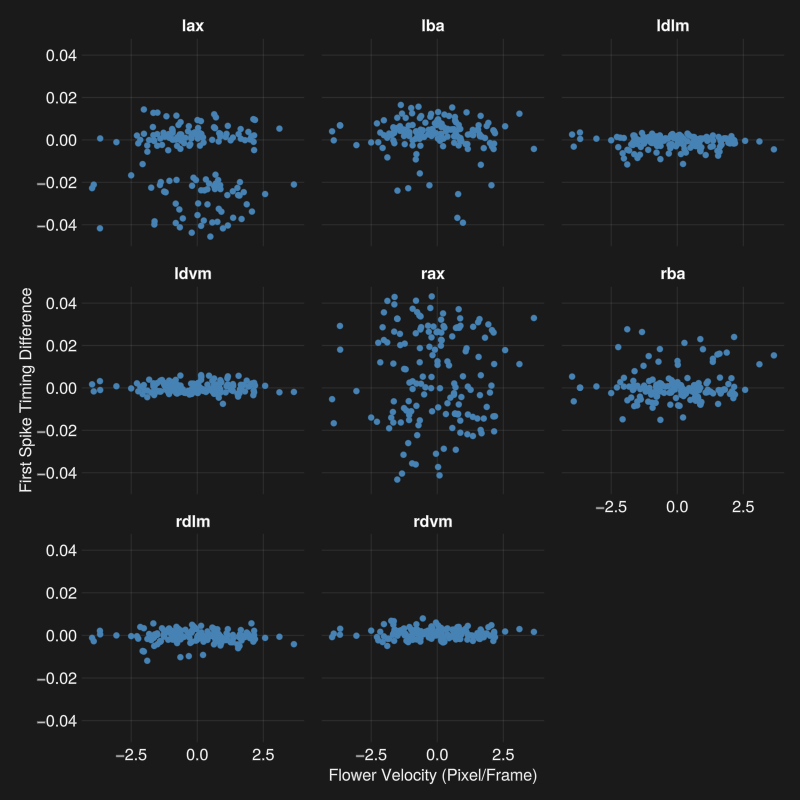 lax lba ldlm
0.04
0.02
0.00
−0.02
−0.04
ldvm rax rba
0.04
0.02
0.00
−0.02
−0.04
−2.5 0.0 2.5
rdlm rdvm
0.04
0.02
0.00
−0.02
−0.04
−2.5 0.0 2.5 −2.5 0.0 2.5
First Spike Timing Difference
Flower Velocity (Pixel/Frame)